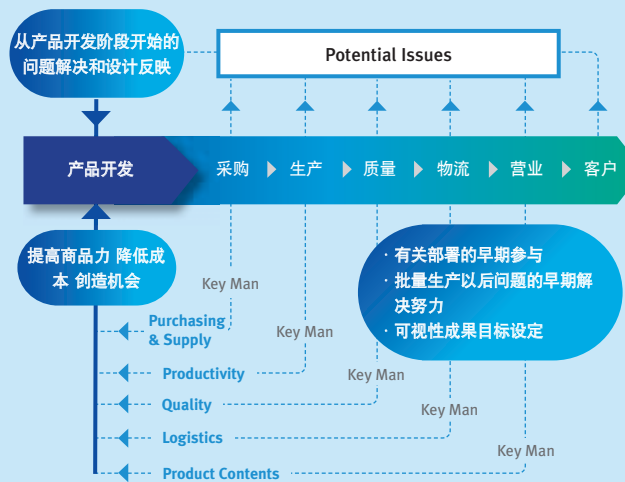 从产品开发阶段开始的
问题解决和设计反映
Potential Issues
产品开发
采购
生产
质量
物流
营业
客户
提高商品力 降低成
本 创造机会
· 有关部署的早期参与
· 批量生产以后问题的早期解
决努力
· 可视性成果目标设定
Key Man
Purchasing
& Supply
Key Man
Productivity
Key Man
Quality
Key Man
Logistics
Key Man
Product Contents